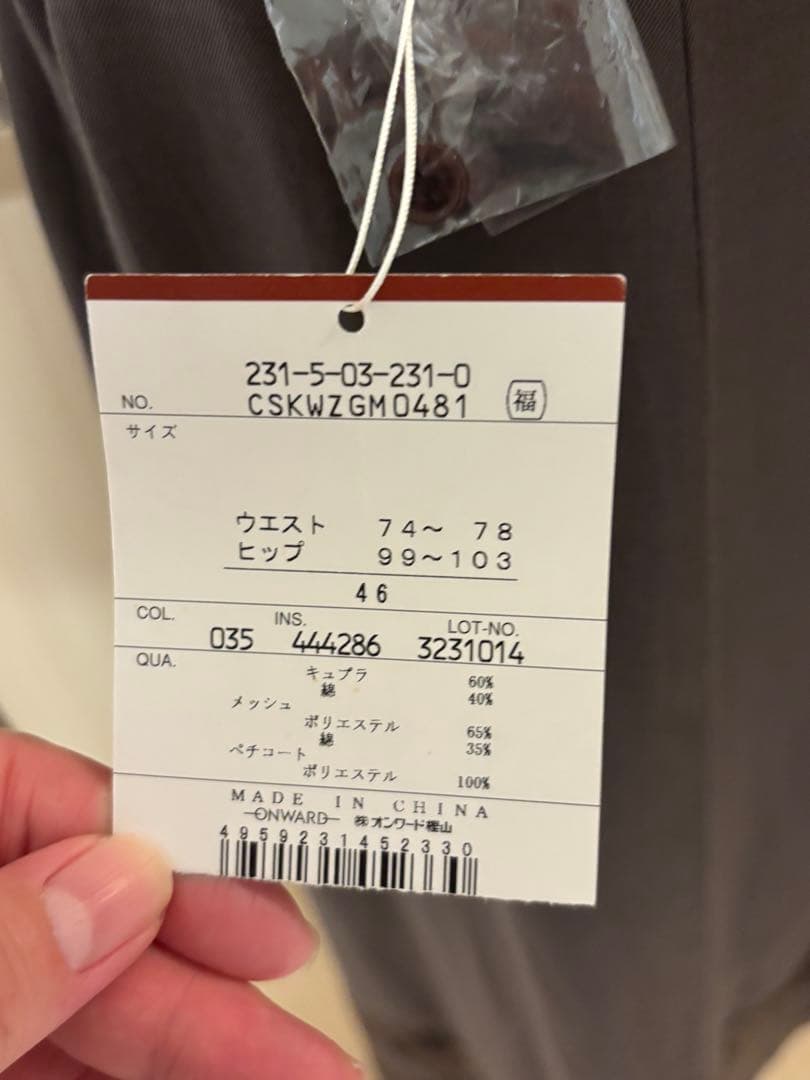 231-5-03-231-0
NO. CSKWZGM0481 福
サイズ
ウエスト 74〜 78
ヒップ 99〜103
46
COL. INS. LOT-NO.
035 444286 3231014
QUA.
キュプラ 60%
綿 40%
メッシュ
ポリエステル 65%
綿 35%
ペチコート
ポリエステル 100%
MADE IN CHINA
ONWARD ㈱オンワード樫山
4959231452330